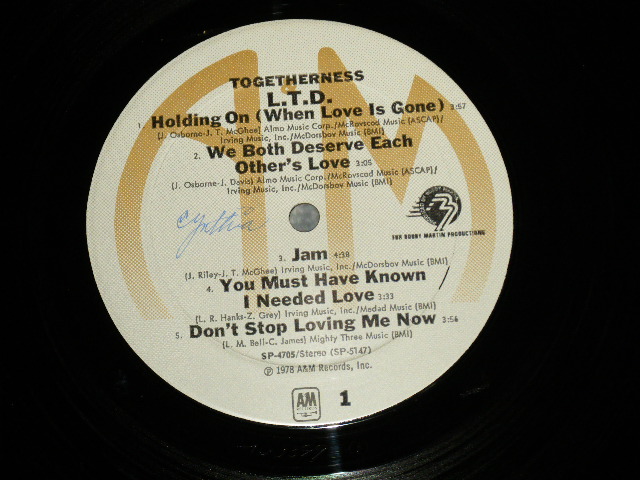 TOGETHERNESS
L.T.D.
1. Holding On (When Love Is Gone) 3:57
(J. Osborne-J. T. McGhee) Almo Music Corp./McRovscod Music (ASCAP)/
Irving Music, Inc./McDorsbov Music (BMI)
2. We Both Deserve Each
Other's Love 3:05
(J. Osborne-J. Davis) Almo Music Corp./McRovscod Music (ASCAP)/
Irving Music, Inc./McDorsbov Music (BMI)
Cynthia
FOR BOBBY MARTIN PRODUCTIONS
3. Jam 4:38
(J. Riley-J. T. McGhee) Irving Music, Inc./McDorsbov Music (BMI)
4. You Must Have Known /
I Needed Love 3:33
(L. R. Hanks-Z. Grey) Irving Music, Inc./Medad Music (BMI)
5. Don't Stop Loving Me Now 3:56
(L. M. Bell-C. James) Mighty Three Music (BMI)
SP-4705/Stereo (SP-5147)
℗ 1978 A&M Records, Inc.
A&M
RECORDS
1